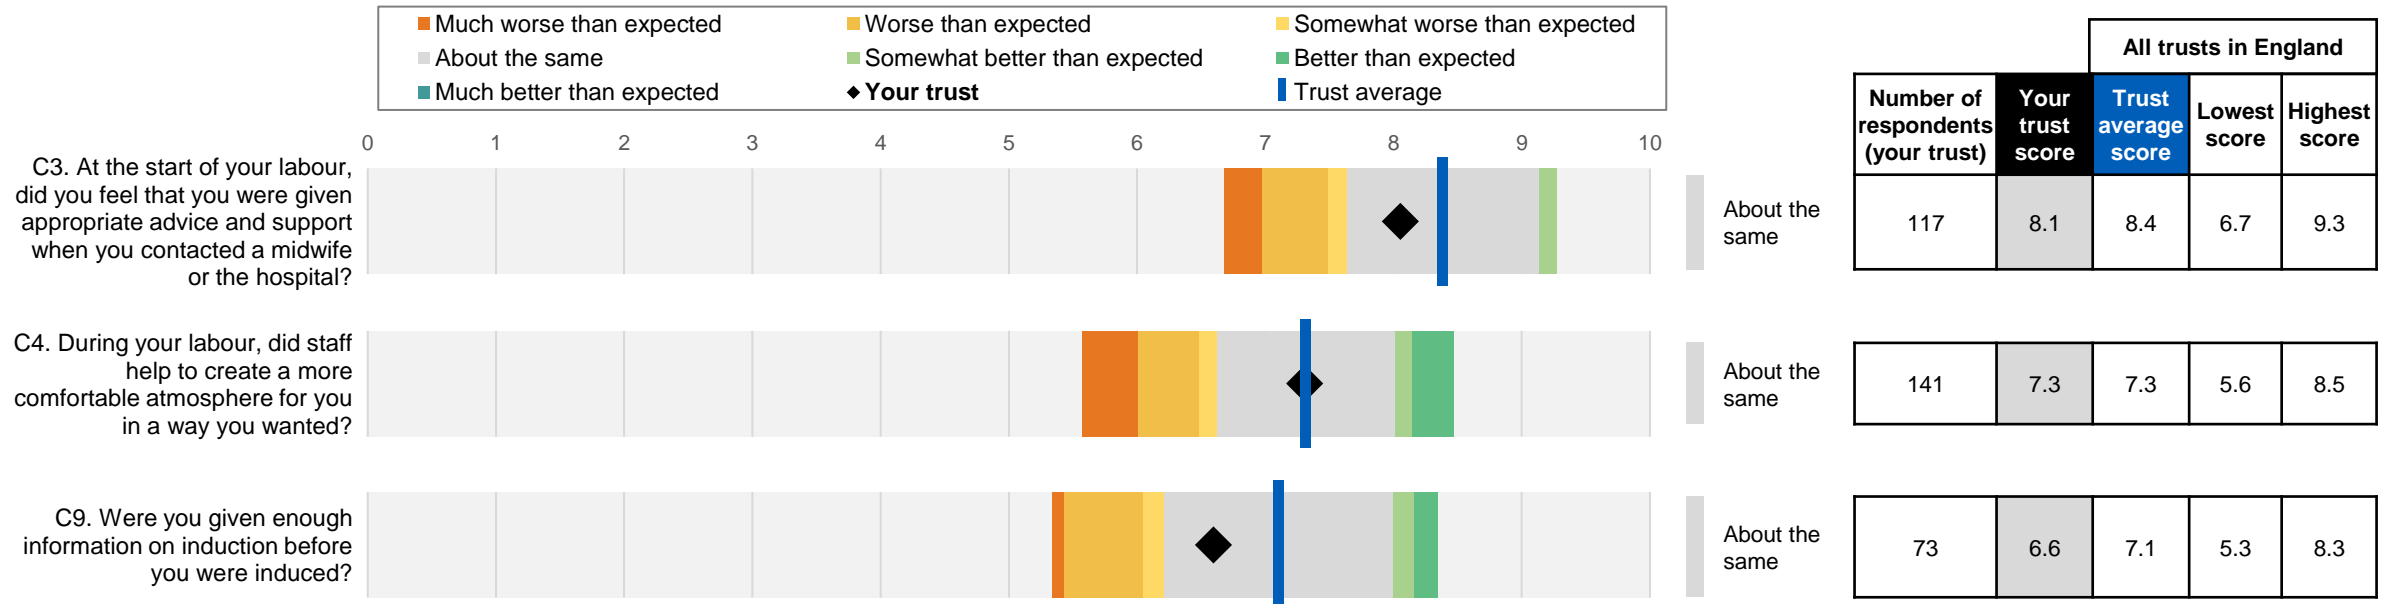 Much worse than expected
Worse than expected
Somewhat worse than expected
About the same
Somewhat better than expected
Better than expected
Much better than expected
Your trust
Trust average
All trusts in England
Number of
respondents
(your trust)
Your
trust
score
Trust
average
score
Lowest
score
Highest
score
0 1 2 3 4 5 6 7 8 9 10
C3. At the start of your labour,
did you feel that you were given
appropriate advice and support
when you contacted a midwife
or the hospital?
About the
same
117 8.1 8.4 6.7 9.3
C4. During your labour, did staff
help to create a more
comfortable atmosphere for you
in a way you wanted?
About the
same
141 7.3 7.3 5.6 8.5
C9. Were you given enough
information on induction before
you were induced?
About the
same
73 6.6 7.1 5.3 8.3